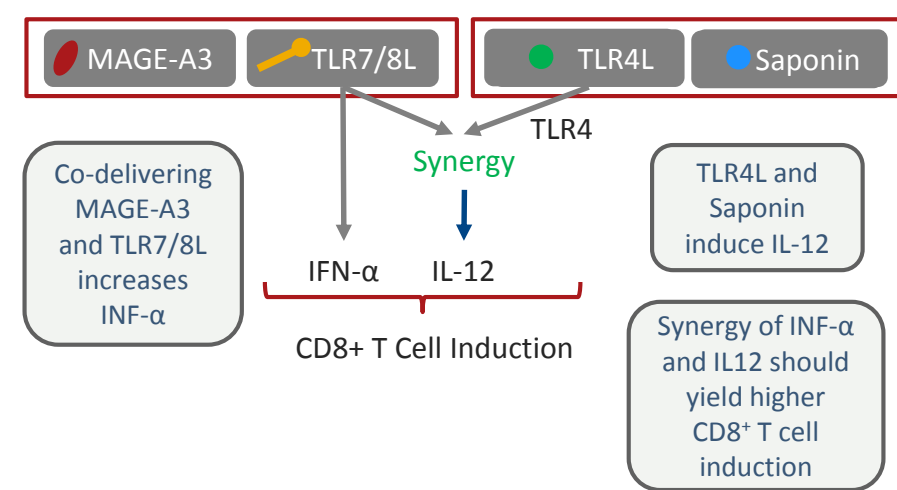 MAGE-A3
TLR7/8L
TLR4L
Saponin
TLR4
Synergy
Co-delivering
MAGE-A3
and TLR7/8L
increases
INF-α
TLR4L and
Saponin
induce IL-12
IFN-α
IL-12
CD8+ T Cell Induction
Synergy of INF-α
and IL12 should
yield higher
CD8⁺ T cell
induction